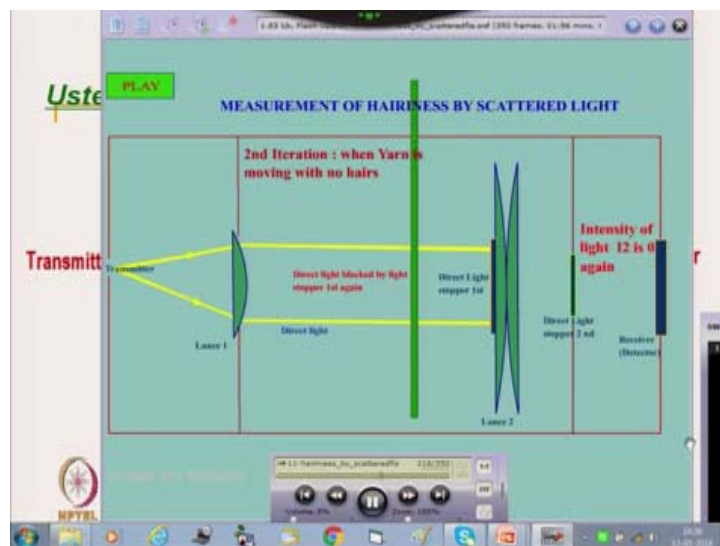 Uste
PLAY
MEASUREMENT OF HAIRINESS BY SCATTERED LIGHT
2nd Iteration : when Yarn is
moving with no hairs
Intensity of
light I2 is 0
again
Transmitt
Transmitter
r
Direct light blocked by light
stopper 1st again
Direct Light
stopper 1st
Direct light
Direct Light
stopper 2 nd
Receiver
(Detector)
Lance 1
Lance 2
NPTEL